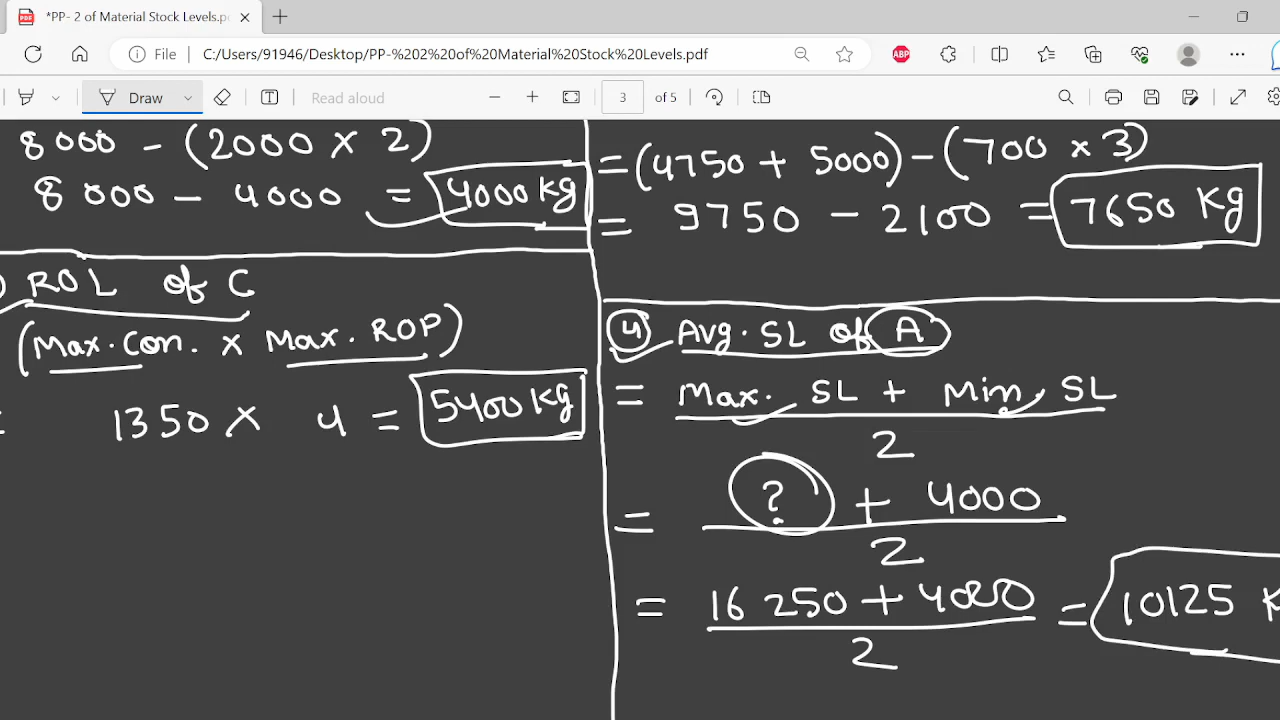 *PP- 2 of Material Stock Levels.p
File C:/Users/91946/Desktop/PP-%202%20of%20Material%20Stock%20Levels.pdf ABP
Draw Read aloud 3 of 5
8000 - (2000 x 2)
8000 - 4000 = 4000 kg
ROL of C
(Max. Con. x Max. ROP)
1350 x 4 = 5400 kg
= (4750 + 5000) - (700 x 3)
= 9750 - 2100 = 7650 Kg
4 Avg. SL of A
= Max. SL + Min SL
2
= ? + 4000
2
= 16250 + 4000 = 10125 K
2